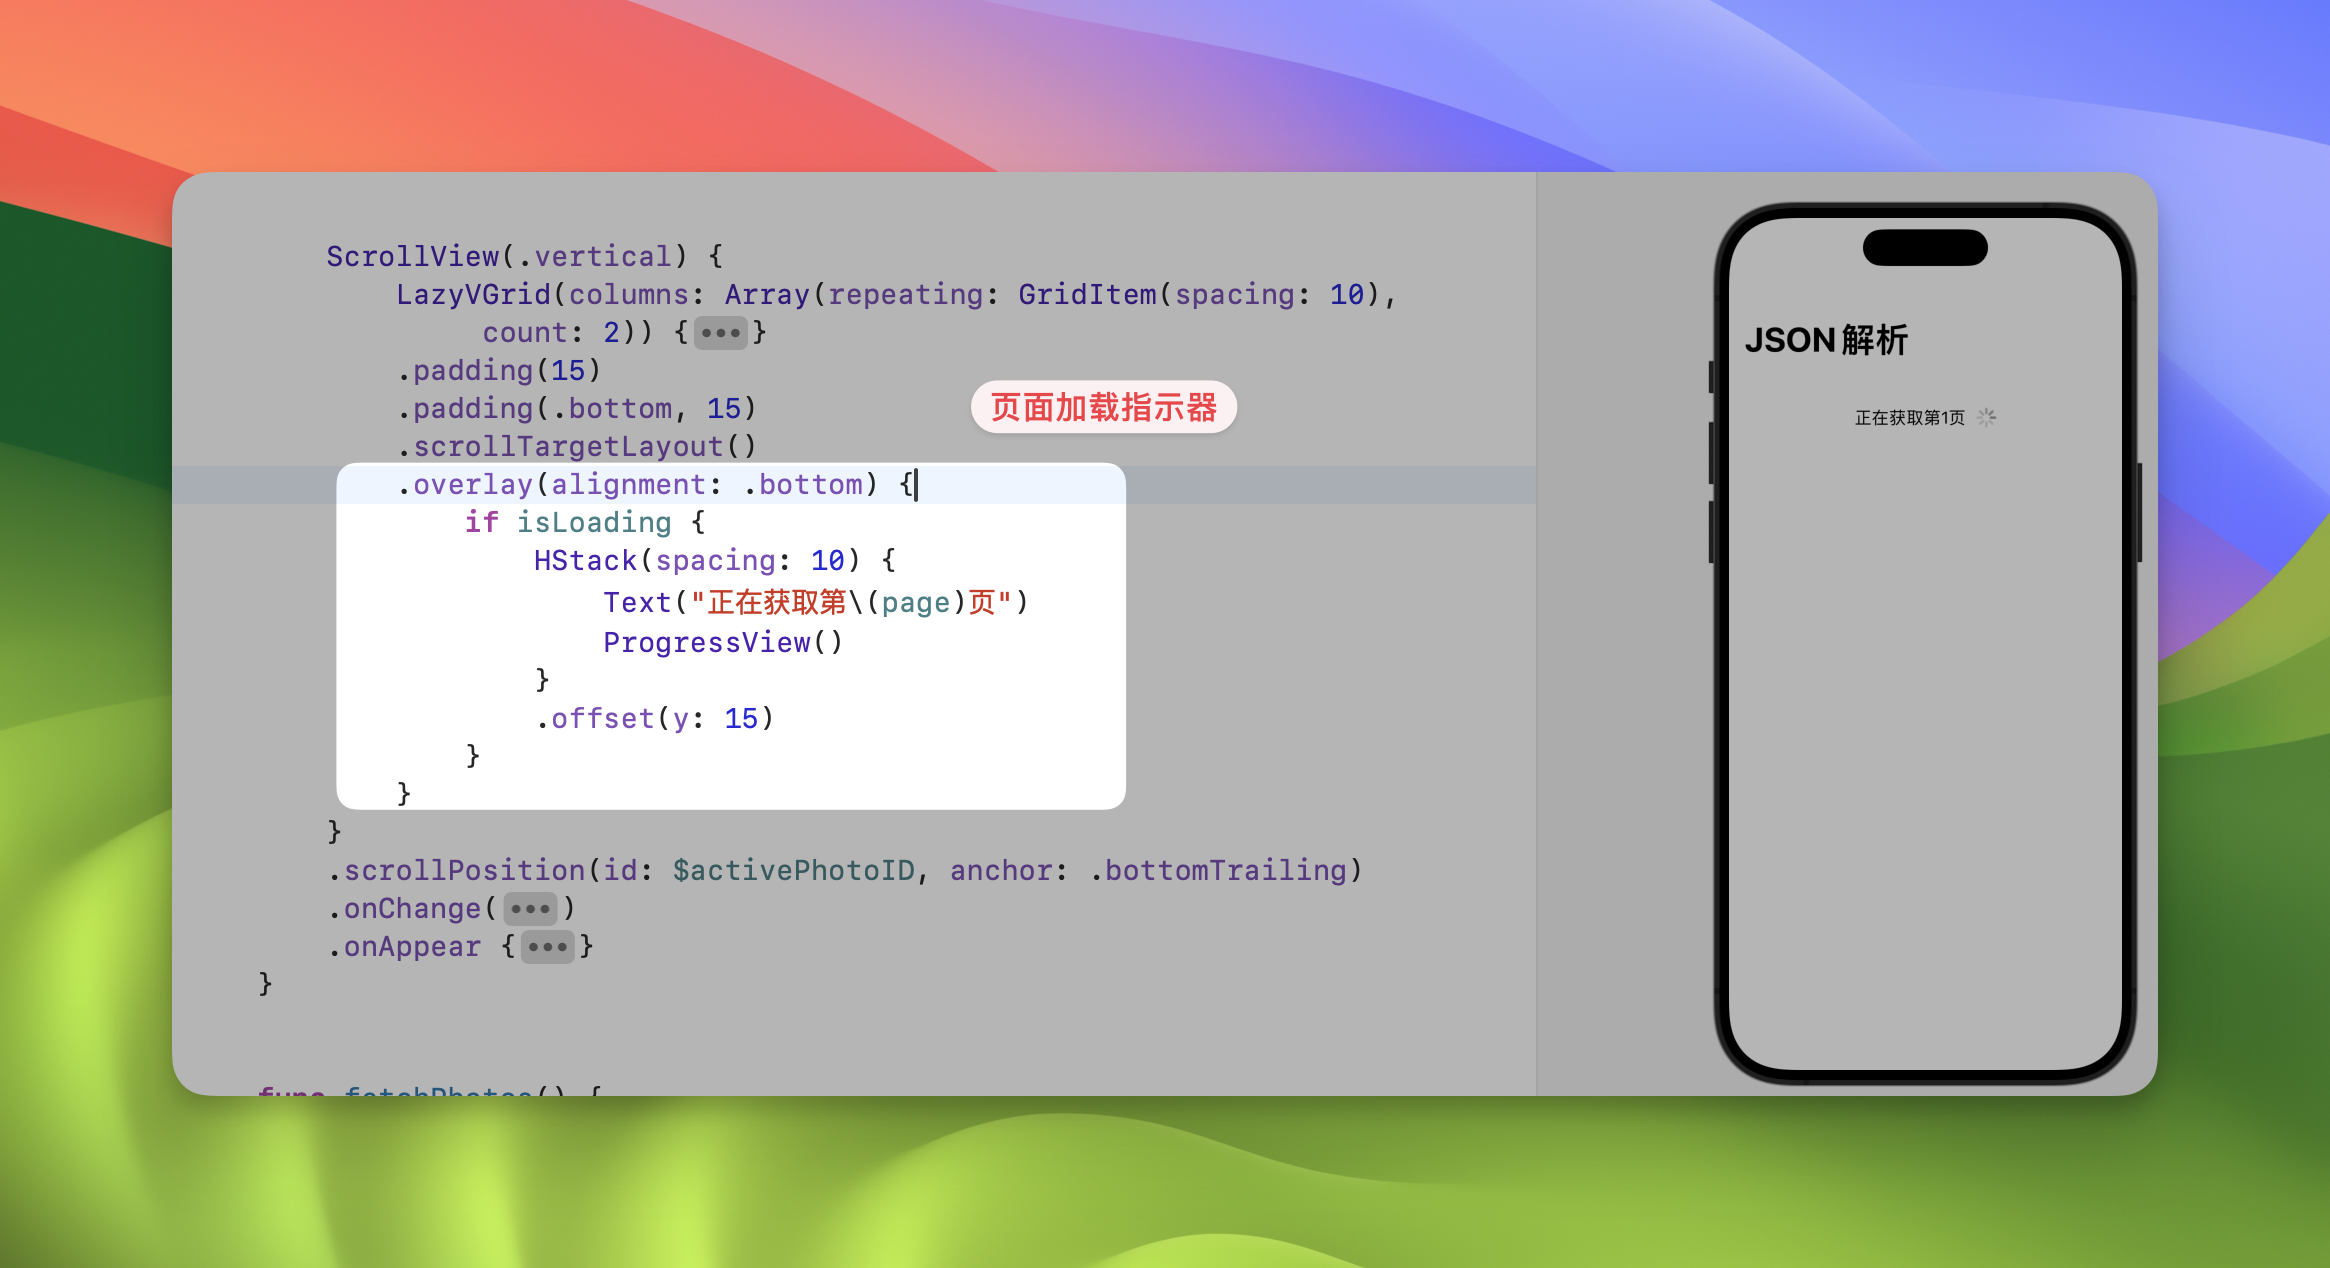 ScrollView(.vertical) {
LazyVGrid(columns: Array(repeating: GridItem(spacing: 10),
count: 2)) {•••}
.padding(15)
.padding(.bottom, 15)
.scrollTargetLayout()
.overlay(alignment: .bottom) {
if isLoading {
HStack(spacing: 10) {
Text("正在获取第\(page)页")
ProgressView()
}
.offset(y: 15)
}
}
}
.scrollPosition(id: $activePhotoID, anchor: .bottomTrailing)
.onChange(•••)
.onAppear {•••}
}
func fetchPhotos() {
页面加载指示器
JSON 解析
正在获取第1页